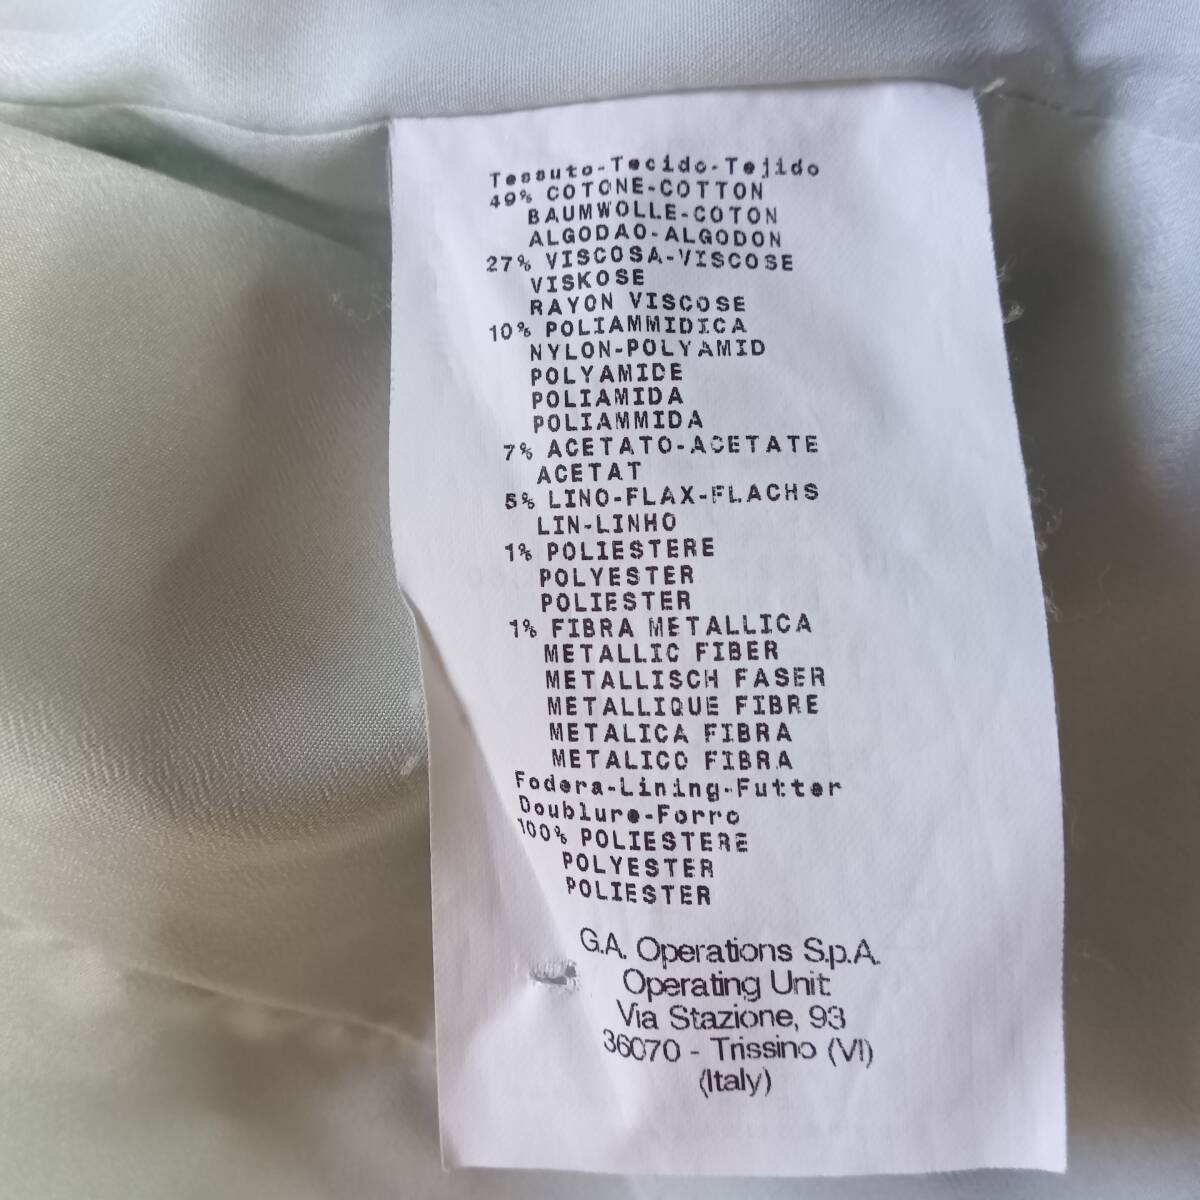 Tessuto-Tecido-Tejido
49% COTONE-COTTON
BAUMWOLLE-COTON
ALGODAO-ALGODON
27% VISCOSA-VISCOSE
VISKOSE
RAYON VISCOSE
10% POLIAMMIDICA
NYLON-POLYAMID
POLYAMIDE
POLIAMIDA
POLIAMMIDA
7% ACETATO-ACETATE
ACETAT
5% LINO-FLAX-FLACHS
LIN-LINHO
1% POLIESTERE
POLYESTER
POLIESTER
1% FIBRA METALLICA
METALLIC FIBER
METALLISCH FASER
METALLIQUE FIBRE
METALICA FIBRA
METALICO FIBRA
Fodera-Lining-Futter
Doublure-Forro
100% POLIESTERE
POLYESTER
POLIESTER
G.A. Operations S.p.A.
Operating Unit
Via Stazione, 93
36070 - Trissino (VI)
(Italy)